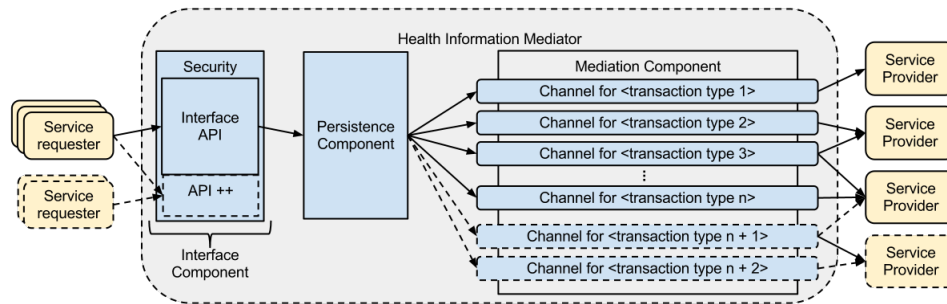 Health Information Mediator
Security
Interface
API
API ++
Interface
Component
Service
requester
Service
requester
Persistence
Component
Mediation Component
Channel for <transaction type 1>
Channel for <transaction type 2>
Channel for <transaction type 3>
...
Channel for <transaction type n>
Channel for <transaction type n + 1>
Channel for <transaction type n + 2>
Service
Provider
Service
Provider
Service
Provider
Service
Provider